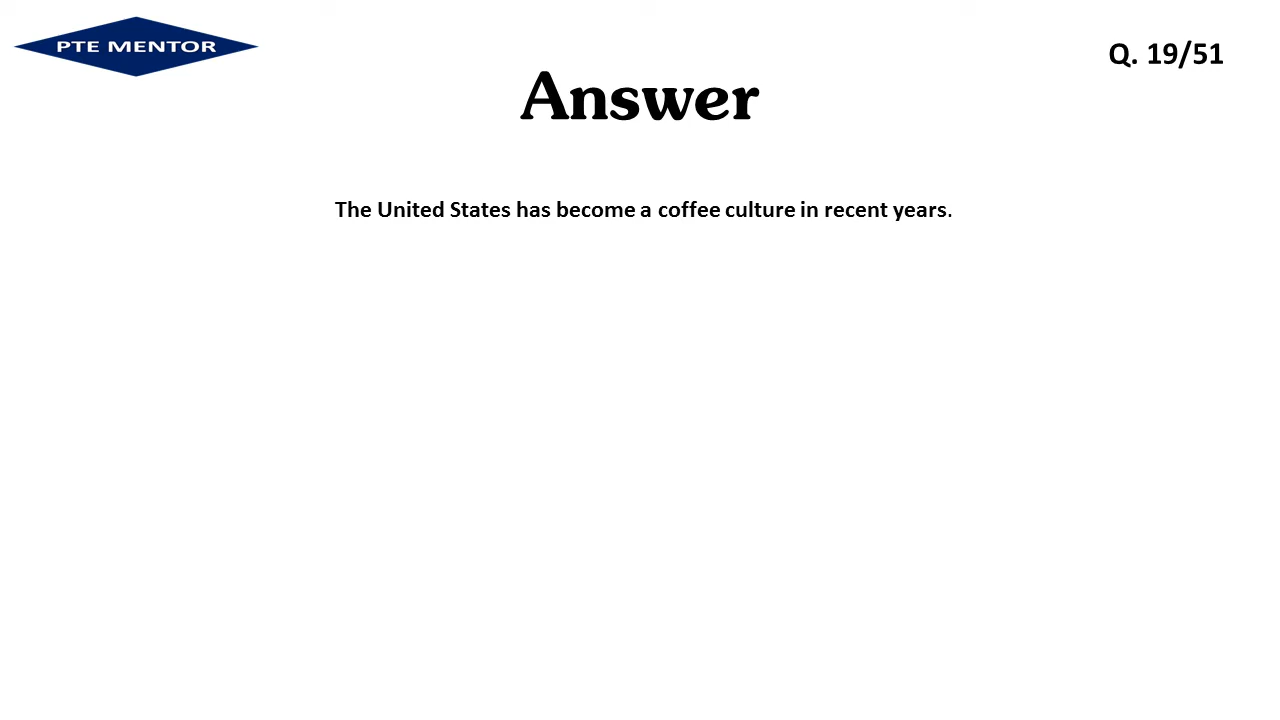 PTE MENTOR
Q. 19/51
Answer
The United States has become a coffee culture in recent years.